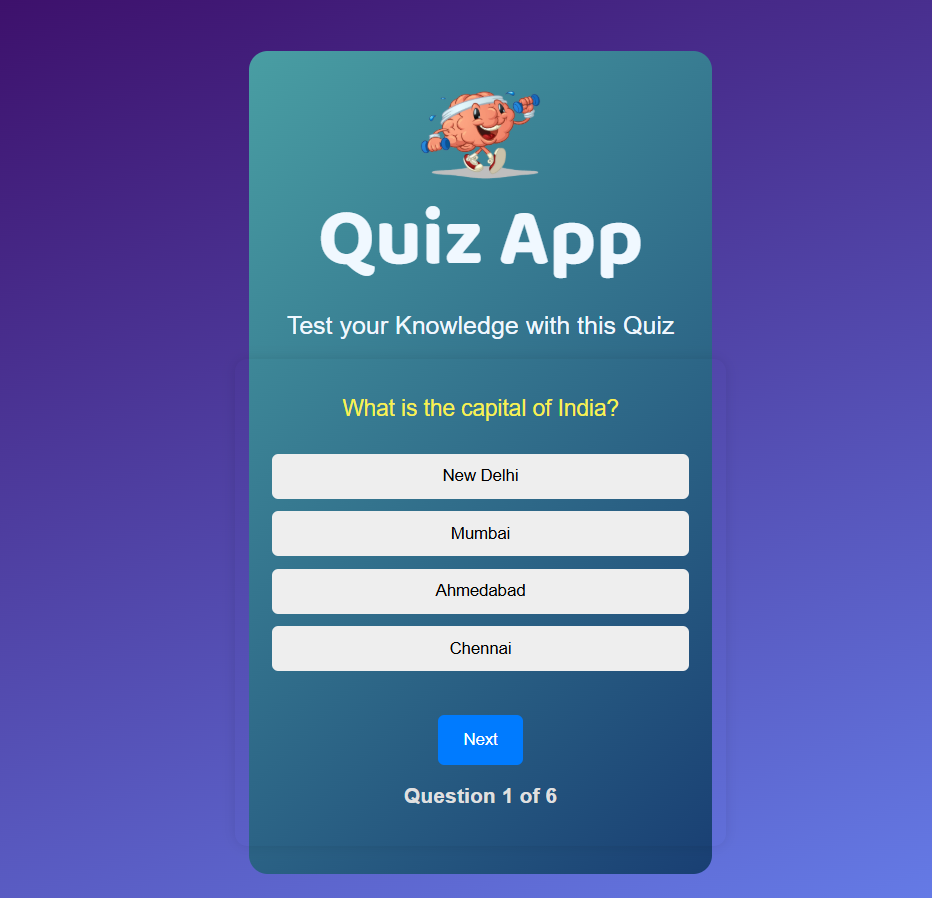 Quiz App
Test your Knowledge with this Quiz
What is the capital of India?
New Delhi
Mumbai
Ahmedabad
Chennai
Next
Question 1 of 6